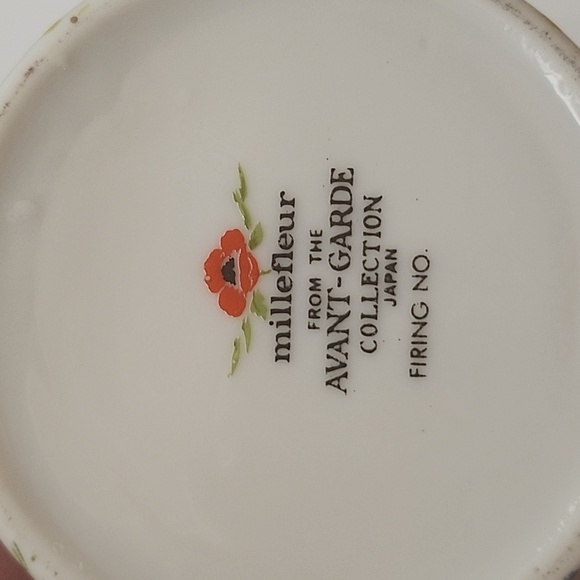 millefleur
FROM THE
AVANT-GARDE
COLLECTION
JAPAN
FIRING NO.